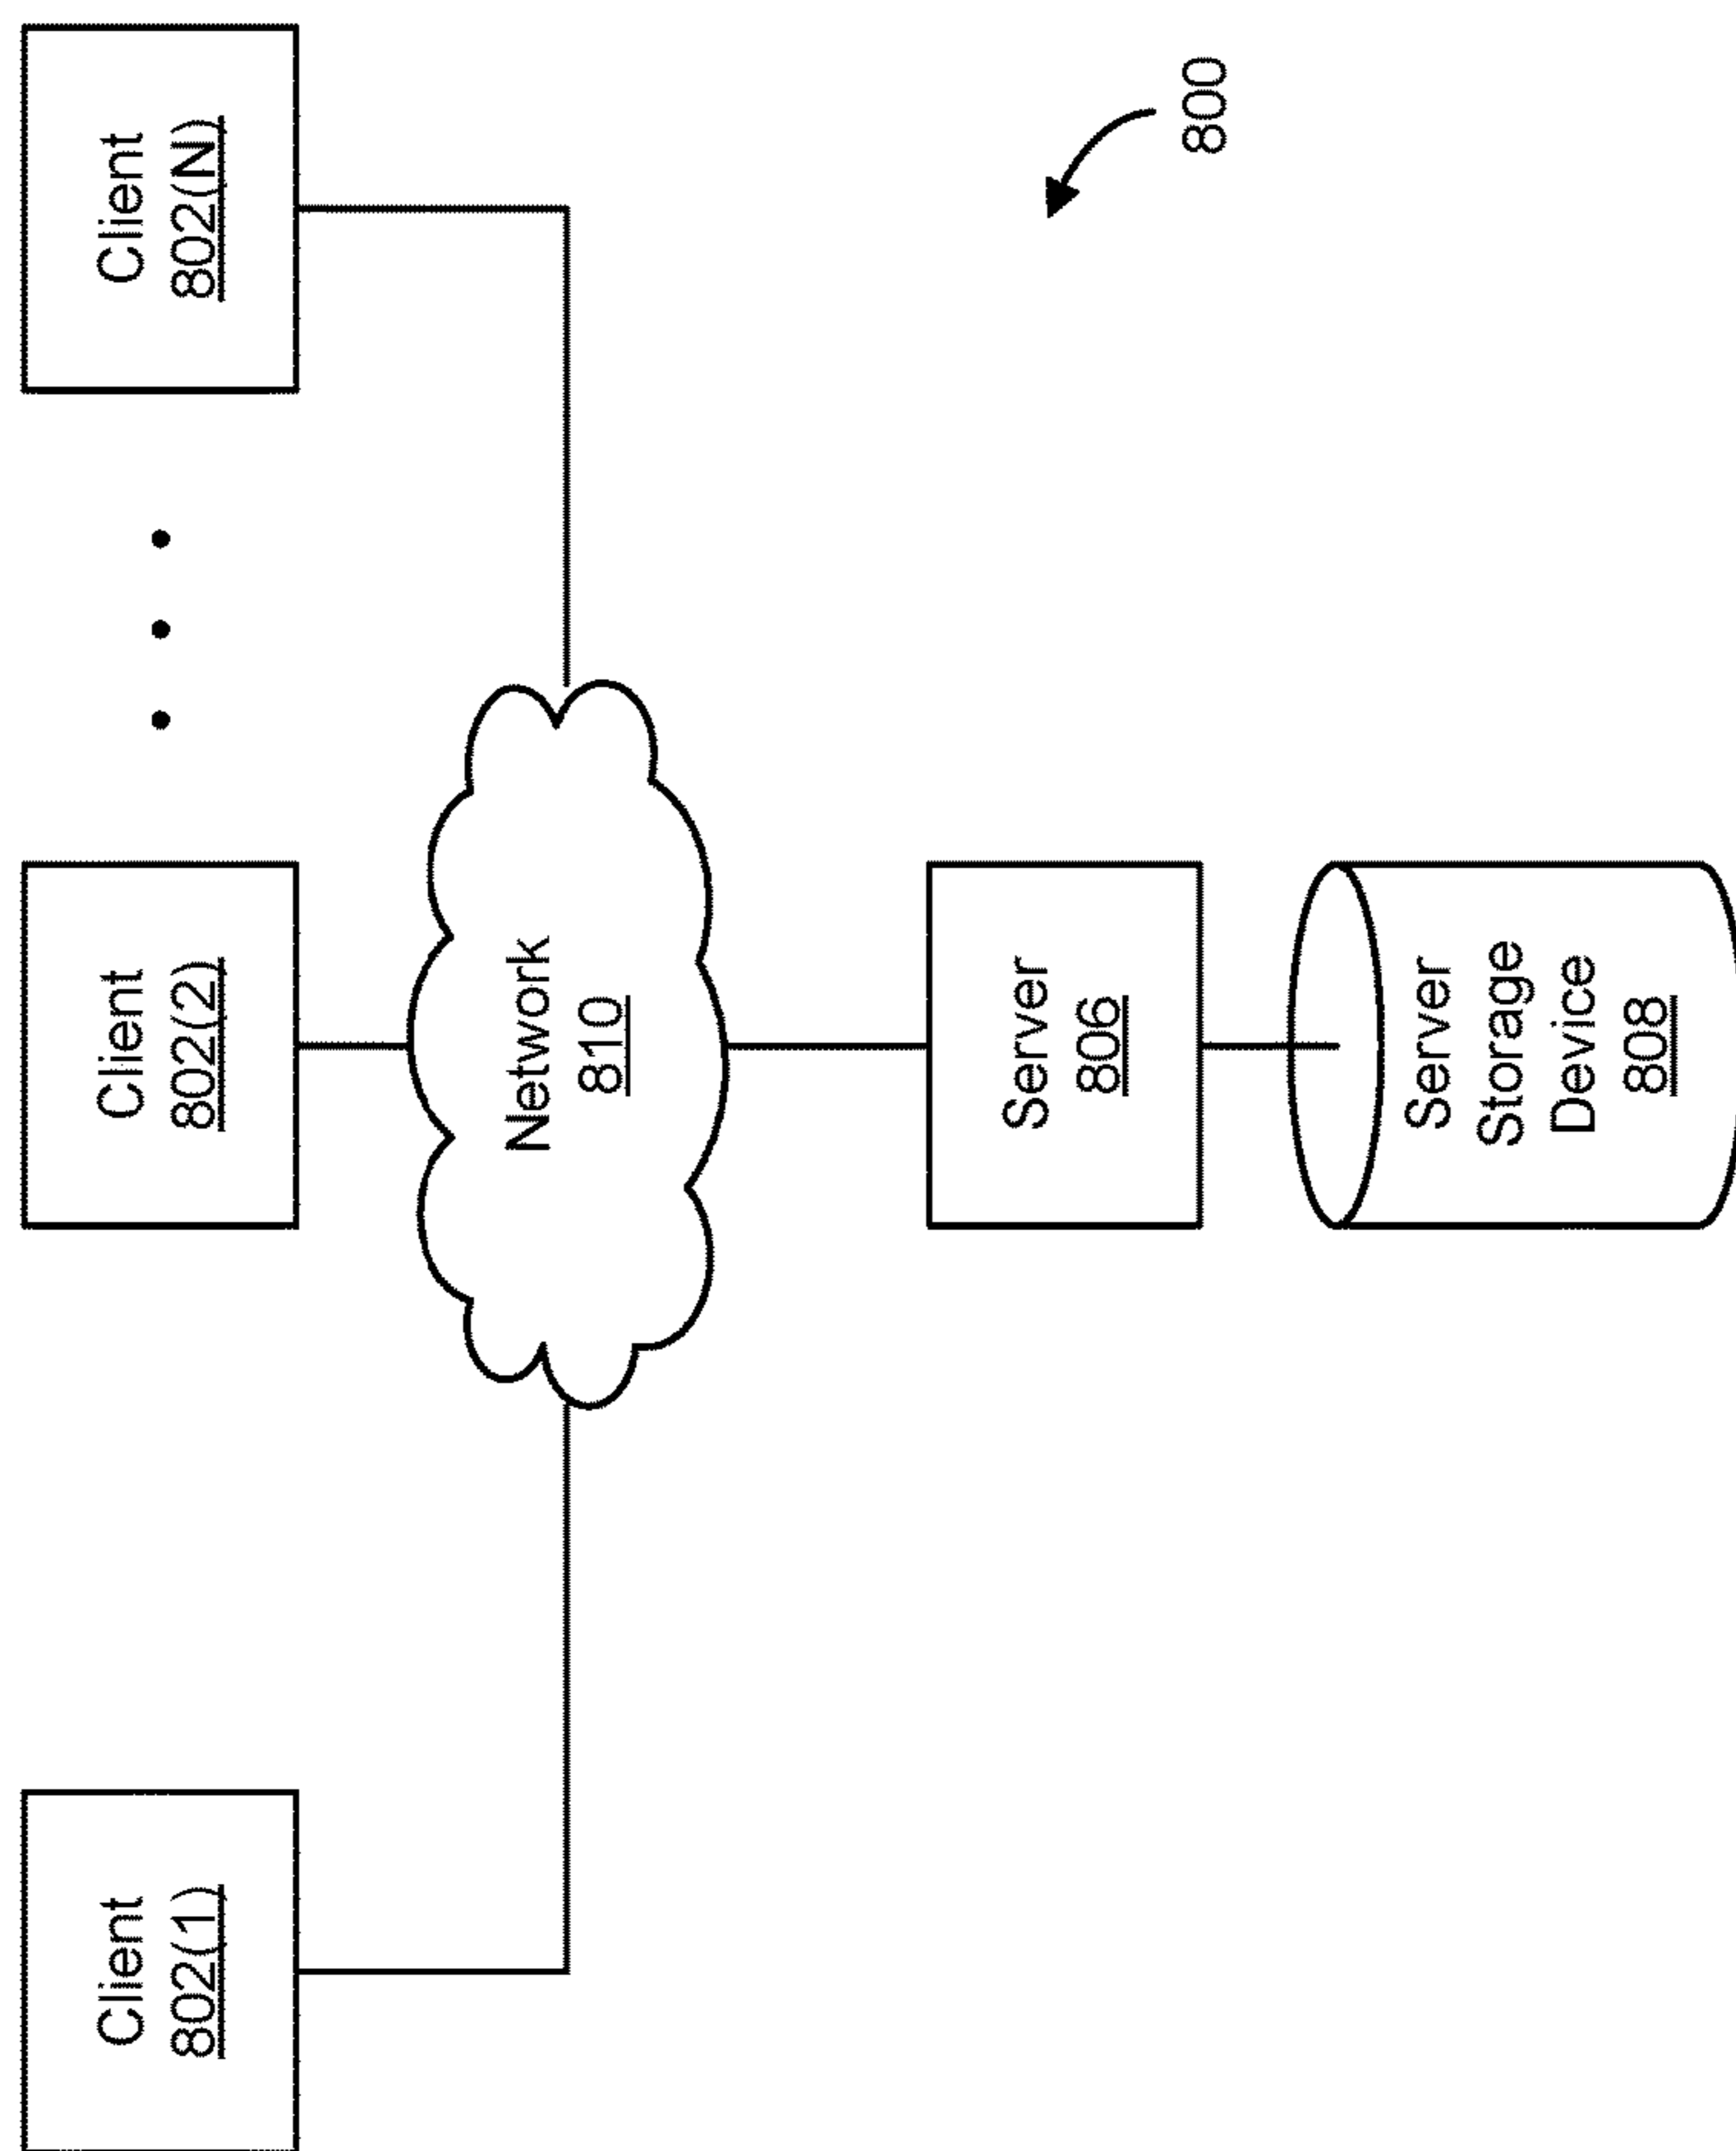 Client
802(1)
Client
802(2)
Client
802(N)
Network
810
Server
806
Server
Storage
Device
808
800